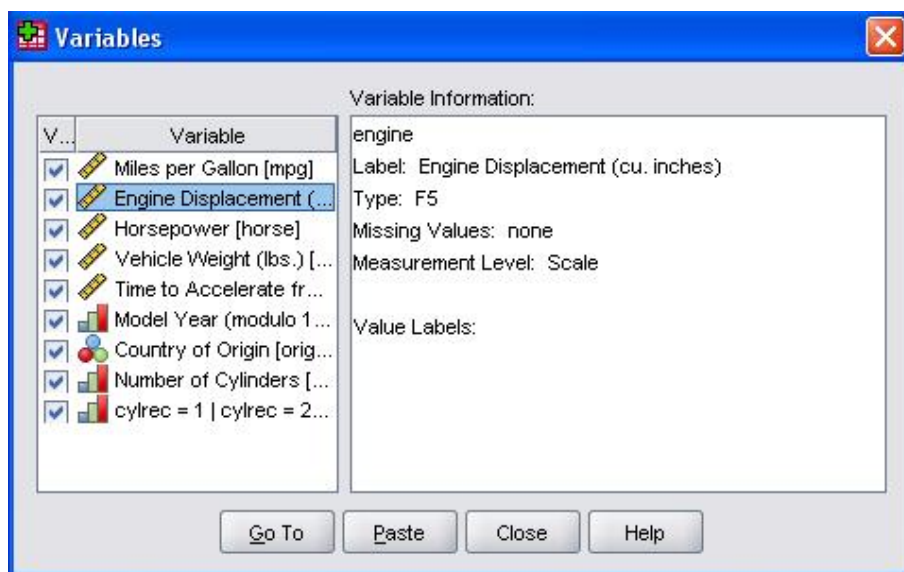 Variables
Variable Information:
V... Variable
Miles per Gallon [mpg]
Engine Displacement (...
Horsepower [horse]
Vehicle Weight (lbs.) [...
Time to Accelerate fr...
Model Year (modulo 1...
Country of Origin [orig...
Number of Cylinders [...
cylrec = 1 | cylrec = 2...
engine
Label: Engine Displacement (cu. inches)
Type: F5
Missing Values: none
Measurement Level: Scale
Value Labels:
Go To Paste Close Help